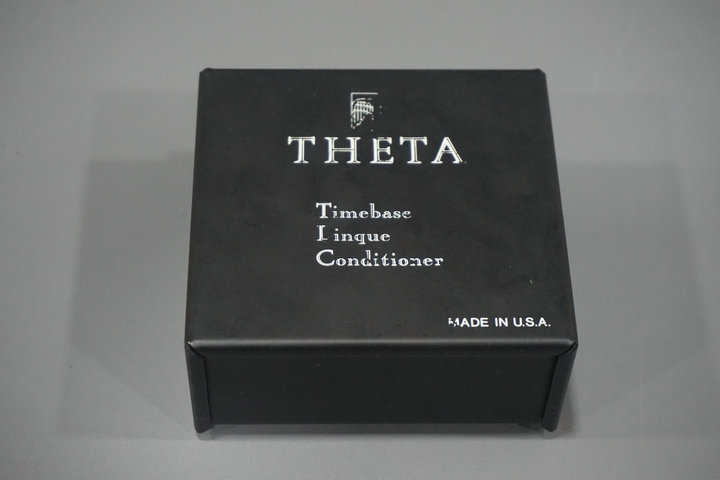 THETA
Timebase
Linque
Conditioner
MADE IN U.S.A.